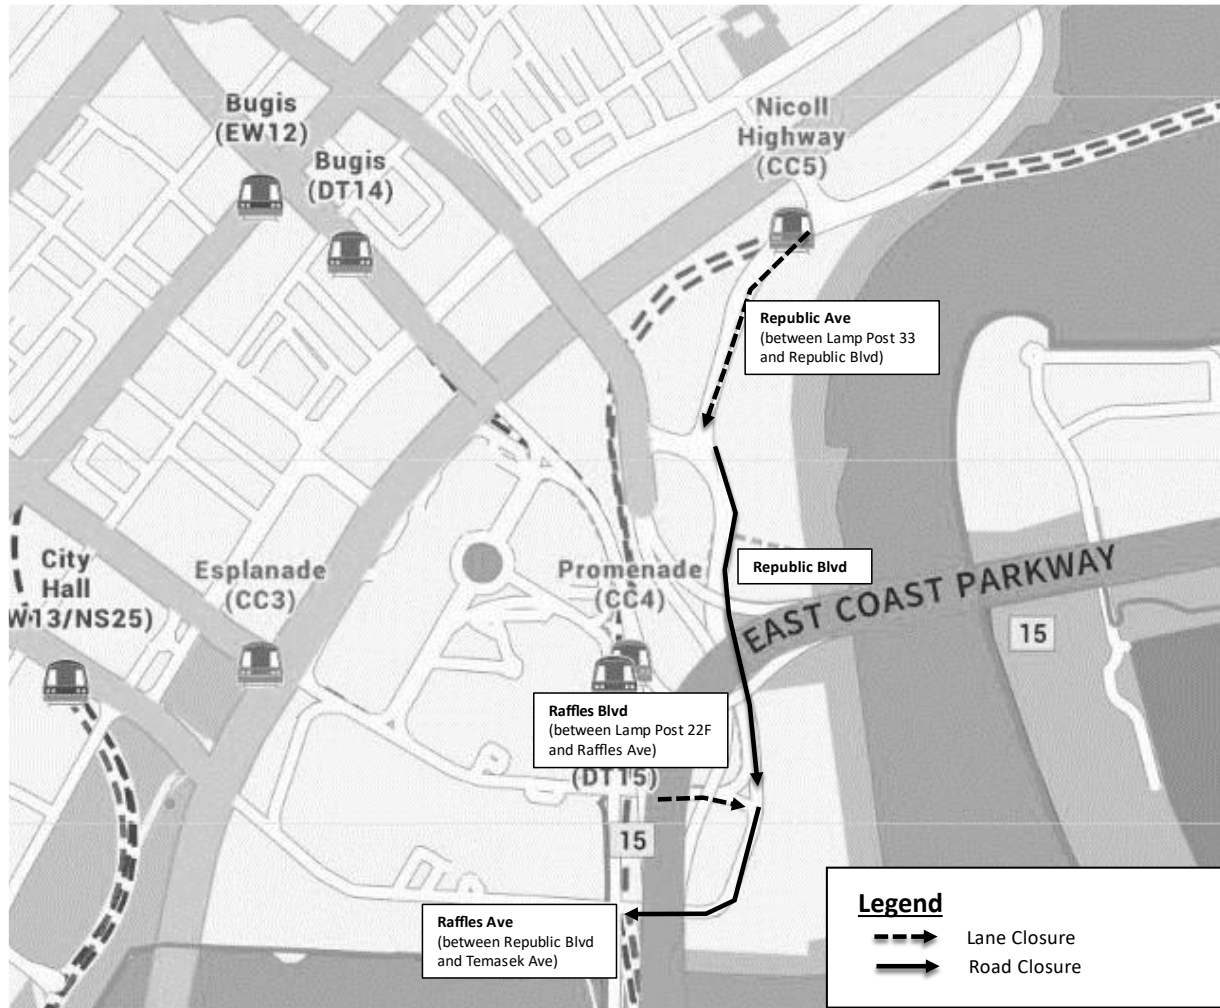 Bugis
(EW12)
Bugis
(DT14)
Nicoll
Highway
(CC5)
Republic Ave
(between Lamp Post 33
and Republic Blvd)
City
Hall
W13/NS25)
Esplanade
(CC3)
Promenade
(CC4)
Republic Blvd
EAST COAST PARKWAY
15
Raffles Blvd
(between Lamp Post 22F
and Raffles Ave)
(DT15)
15
Raffles Ave
(between Republic Blvd
and Temasek Ave)
Legend
Lane Closure
Road Closure